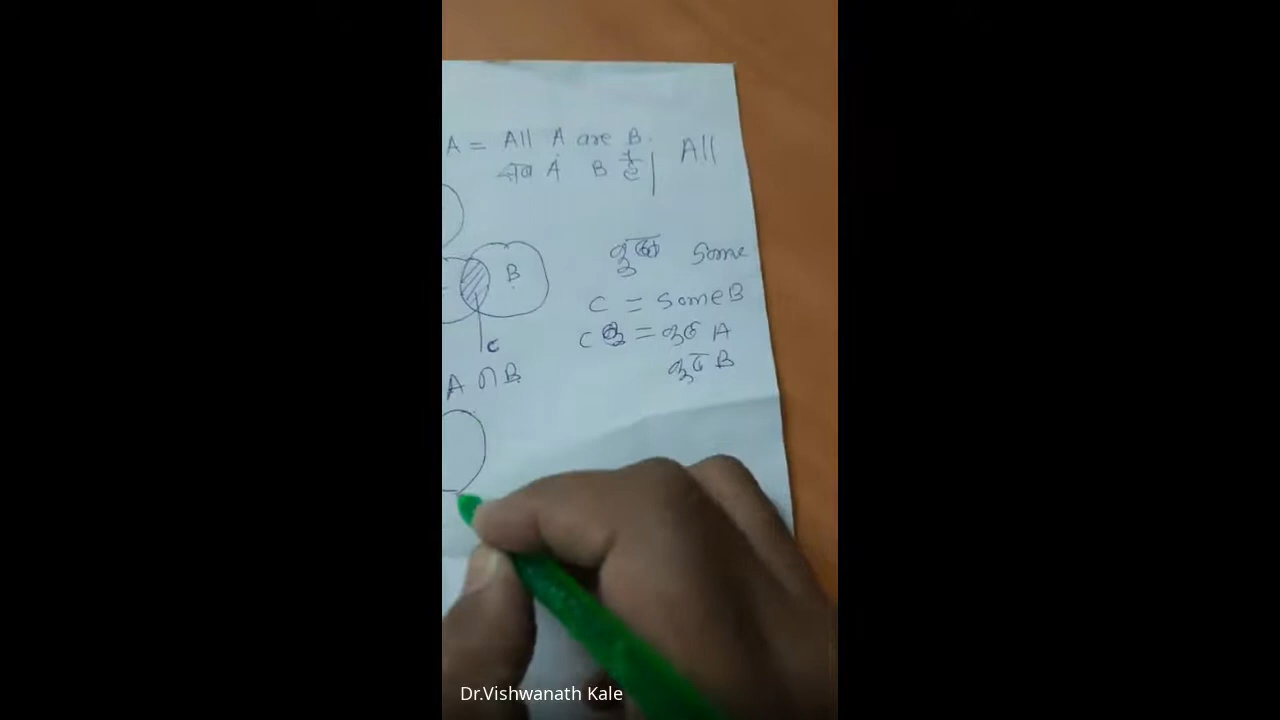 A = All A are B. All
सब A B है |
B
कुछ Some
C = Some B
C = कुछ A
c
कुछ B
A ∩ B
Dr.Vishwanath Kale